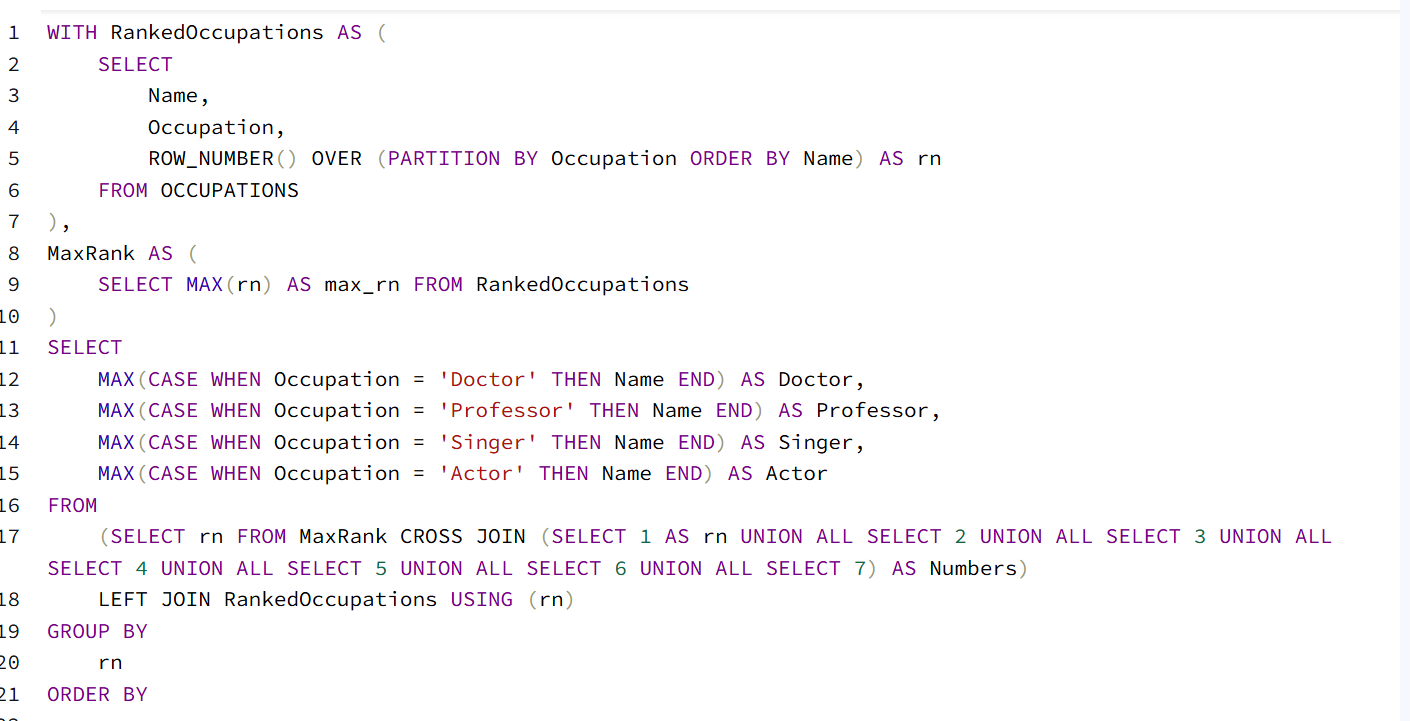 1 WITH RankedOccupations AS (
2     SELECT
3         Name,
4         Occupation,
5         ROW_NUMBER() OVER (PARTITION BY Occupation ORDER BY Name) AS rn
6     FROM OCCUPATIONS
7 ),
8 MaxRank AS (
9     SELECT MAX(rn) AS max_rn FROM RankedOccupations
10 )
11 SELECT
12     MAX(CASE WHEN Occupation = 'Doctor' THEN Name END) AS Doctor,
13     MAX(CASE WHEN Occupation = 'Professor' THEN Name END) AS Professor,
14     MAX(CASE WHEN Occupation = 'Singer' THEN Name END) AS Singer,
15     MAX(CASE WHEN Occupation = 'Actor' THEN Name END) AS Actor
16 FROM
17     (SELECT rn FROM MaxRank CROSS JOIN (SELECT 1 AS rn UNION ALL SELECT 2 UNION ALL SELECT 3 UNION ALL
SELECT 4 UNION ALL SELECT 5 UNION ALL SELECT 6 UNION ALL SELECT 7) AS Numbers)
18     LEFT JOIN RankedOccupations USING (rn)
19 GROUP BY
20     rn
21 ORDER BY